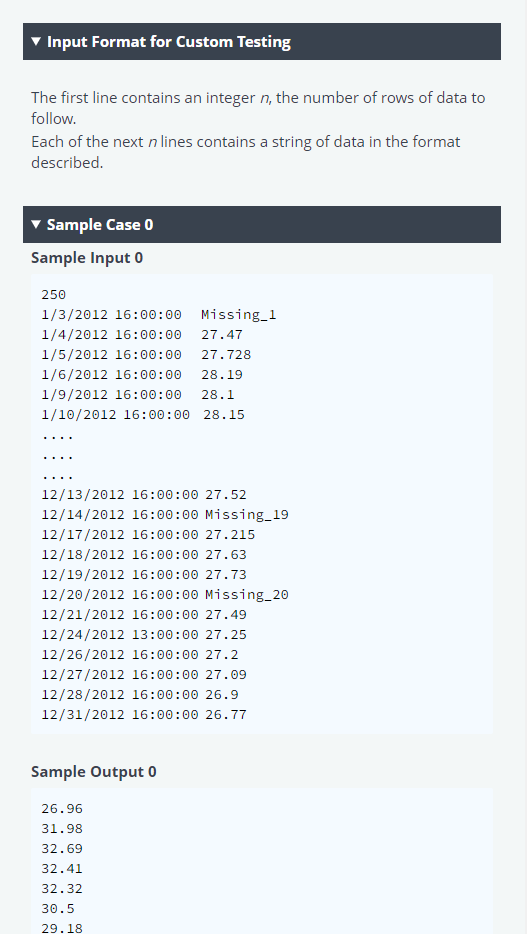 ▼ Input Format for Custom Testing
The first line contains an integer n, the number of rows of data to
follow.
Each of the next n lines contains a string of data in the format
described.
▼ Sample Case 0
Sample Input 0
250
1/3/2012 16:00:00 Missing_1
1/4/2012 16:00:00 27.47
1/5/2012 16:00:00 27.728
1/6/2012 16:00:00 28.19
1/9/2012 16:00:00 28.1
1/10/2012 16:00:00 28.15
....
....
....
12/13/2012 16:00:00 27.52
12/14/2012 16:00:00 Missing_19
12/17/2012 16:00:00 27.215
12/18/2012 16:00:00 27.63
12/19/2012 16:00:00 27.73
12/20/2012 16:00:00 Missing_20
12/21/2012 16:00:00 27.49
12/24/2012 13:00:00 27.25
12/26/2012 16:00:00 27.2
12/27/2012 16:00:00 27.09
12/28/2012 16:00:00 26.9
12/31/2012 16:00:00 26.77
Sample Output 0
26.96
31.98
32.69
32.41
32.32
30.5
29.18